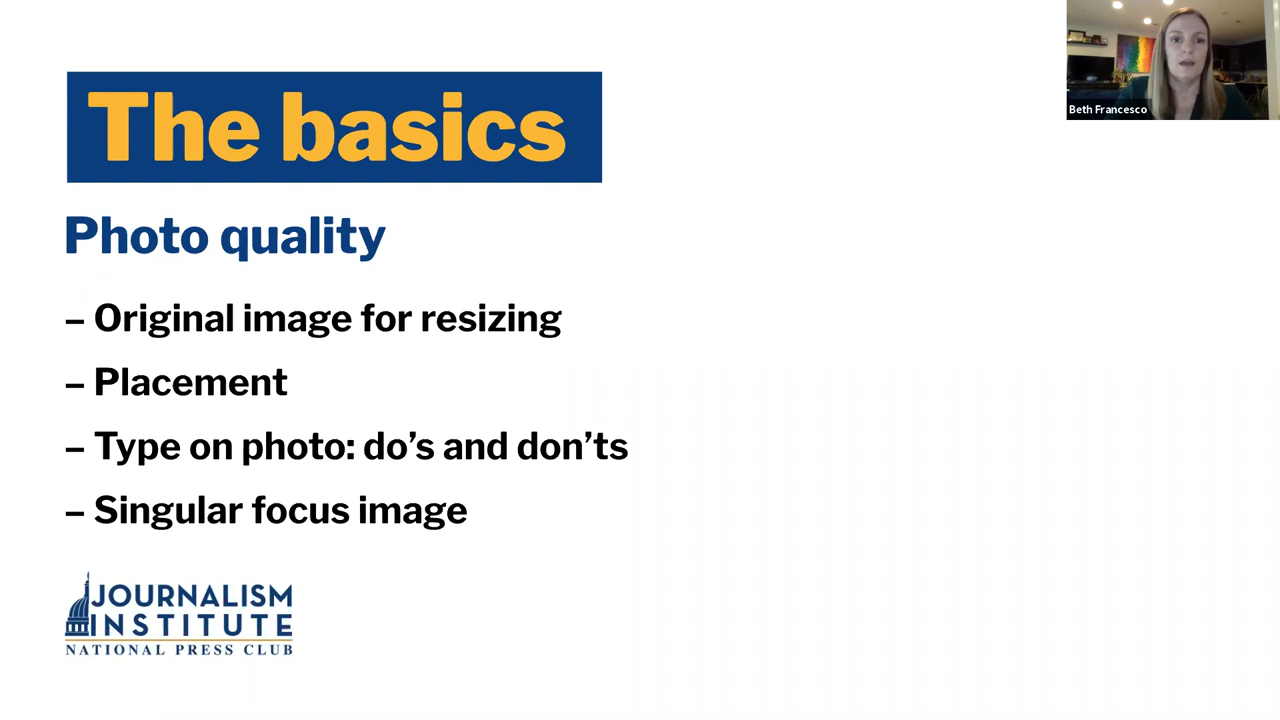 The basics
Photo quality
– Original image for resizing
– Placement
– Type on photo: do’s and don’ts
– Singular focus image
JOURNALISM
INSTITUTE
NATIONAL PRESS CLUB
Beth Francesco